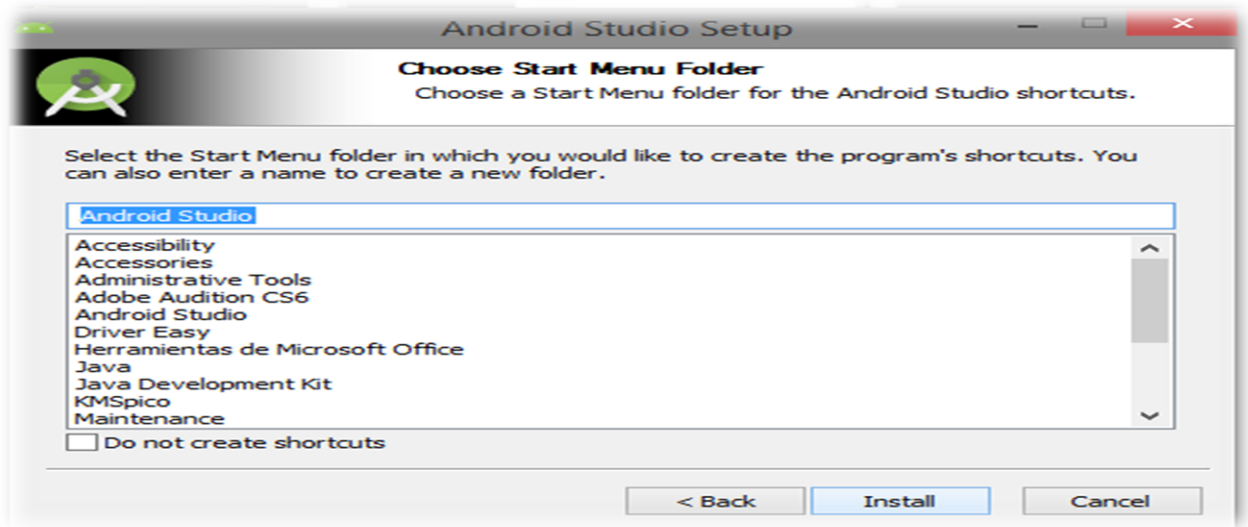 Android Studio Setup
Choose Start Menu Folder
Choose a Start Menu folder for the Android Studio shortcuts.
Select the Start Menu folder in which you would like to create the program's shortcuts. You
can also enter a name to create a new folder.
Android Studio
Accessibility
Accessories
Administrative Tools
Adobe Audition CS6
Android Studio
Driver Easy
Herramientas de Microsoft Office
Java
Java Development Kit
KMSpico
Maintenance
Do not create shortcuts
< Back Install Cancel